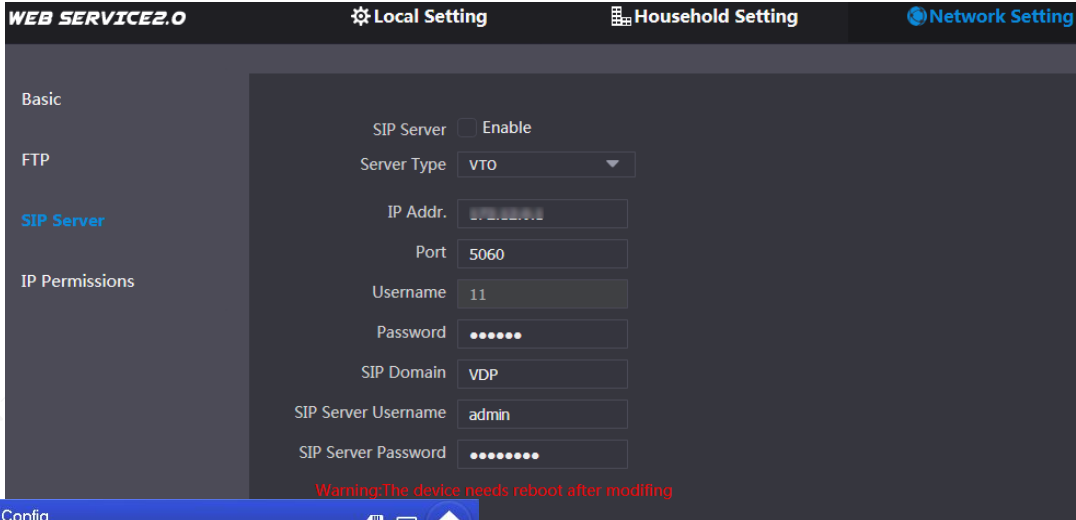 WEB SERVICE2.0 Local Setting Household Setting Network Setting
Basic
FTP
SIP Server
IP Permissions
SIP Server Enable
Server Type VTO
IP Addr.
Port 5060
Username 11
Password ●●●●●●
SIP Domain VDP
SIP Server Username admin
SIP Server Password ●●●●●●●●
Warning:The device needs reboot after modifing
Config